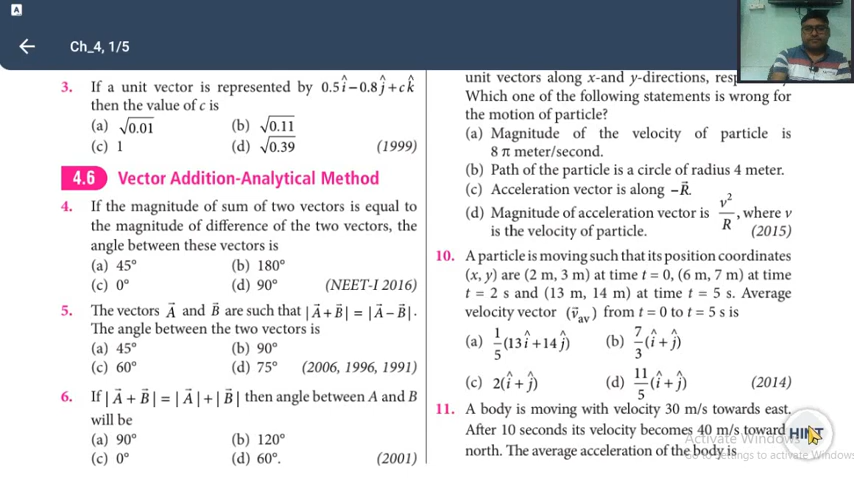 A
Ch_4, 1/5
3. If a unit vector is represented by 0.5î−0.8ĵ+ck̂
then the value of c is
(a) √0.01 (b) √0.11
(c) 1 (d) √0.39 (1999)
4.6 Vector Addition-Analytical Method
4. If the magnitude of sum of two vectors is equal to
the magnitude of difference of the two vectors, the
angle between these vectors is
(a) 45° (b) 180°
(c) 0° (d) 90° (NEET-I 2016)
5. The vectors A⃗ and B⃗ are such that |A⃗+B⃗| = |A⃗−B⃗|.
The angle between the two vectors is
(a) 45° (b) 90°
(c) 60° (d) 75° (2006, 1996, 1991)
6. If |A⃗ + B⃗| = |A⃗| + |B⃗| then angle between A and B
will be
(a) 90° (b) 120°
(c) 0° (d) 60°. (2001)
unit vectors along x-and y-directions,
Which one of the following statements is wrong for
the motion of particle?
(a) Magnitude of the velocity of particle is
8 π meter/second.
(b) Path of the particle is a circle of radius 4 meter.
(c) Acceleration vector is along −R⃗.
(d) Magnitude of acceleration vector is v²/R, where v
is the velocity of particle. (2015)
10. A particle is moving such that its position coordinates
(x, y) are (2 m, 3 m) at time t = 0, (6 m, 7 m) at time
t = 2 s and (13 m, 14 m) at time t = 5 s. Average
velocity vector (v⃗av) from t = 0 to t = 5 s is
(a) 1/5(13î+14ĵ) (b) 7/3(î+ĵ)
(c) 2(î+ĵ) (d) 11/5(î+ĵ) (2014)
11. A body is moving with velocity 30 m/s towards east.
After 10 seconds its velocity becomes 40 m/s toward
north. The average acceleration of the body is
HINT
Activate Windows
Go to Settings to activate Windows